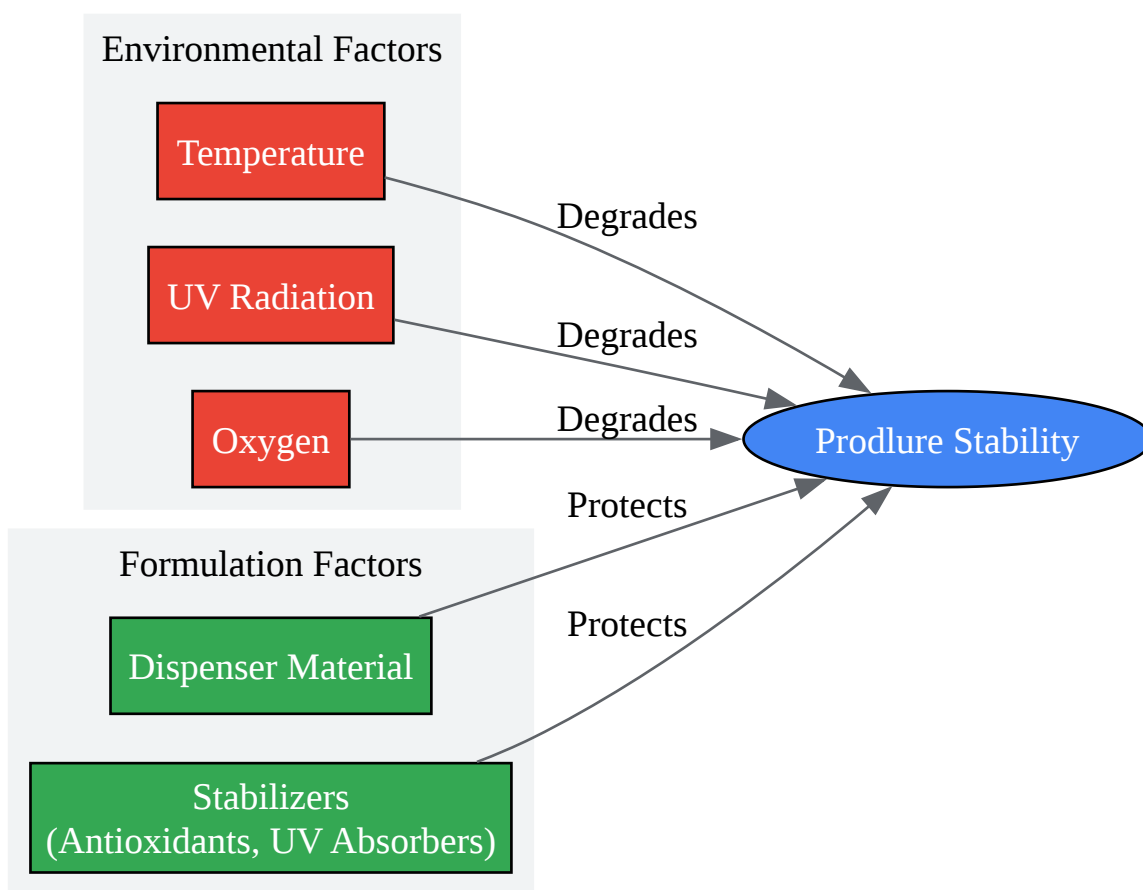 Environmental Factors
Temperature
Degrades
UV Radiation
Degrades
Oxygen
Degrades
Prodlure Stability
Protects
Formulation Factors
Protects
Dispenser Material
Stabilizers
(Antioxidants, UV Absorbers)